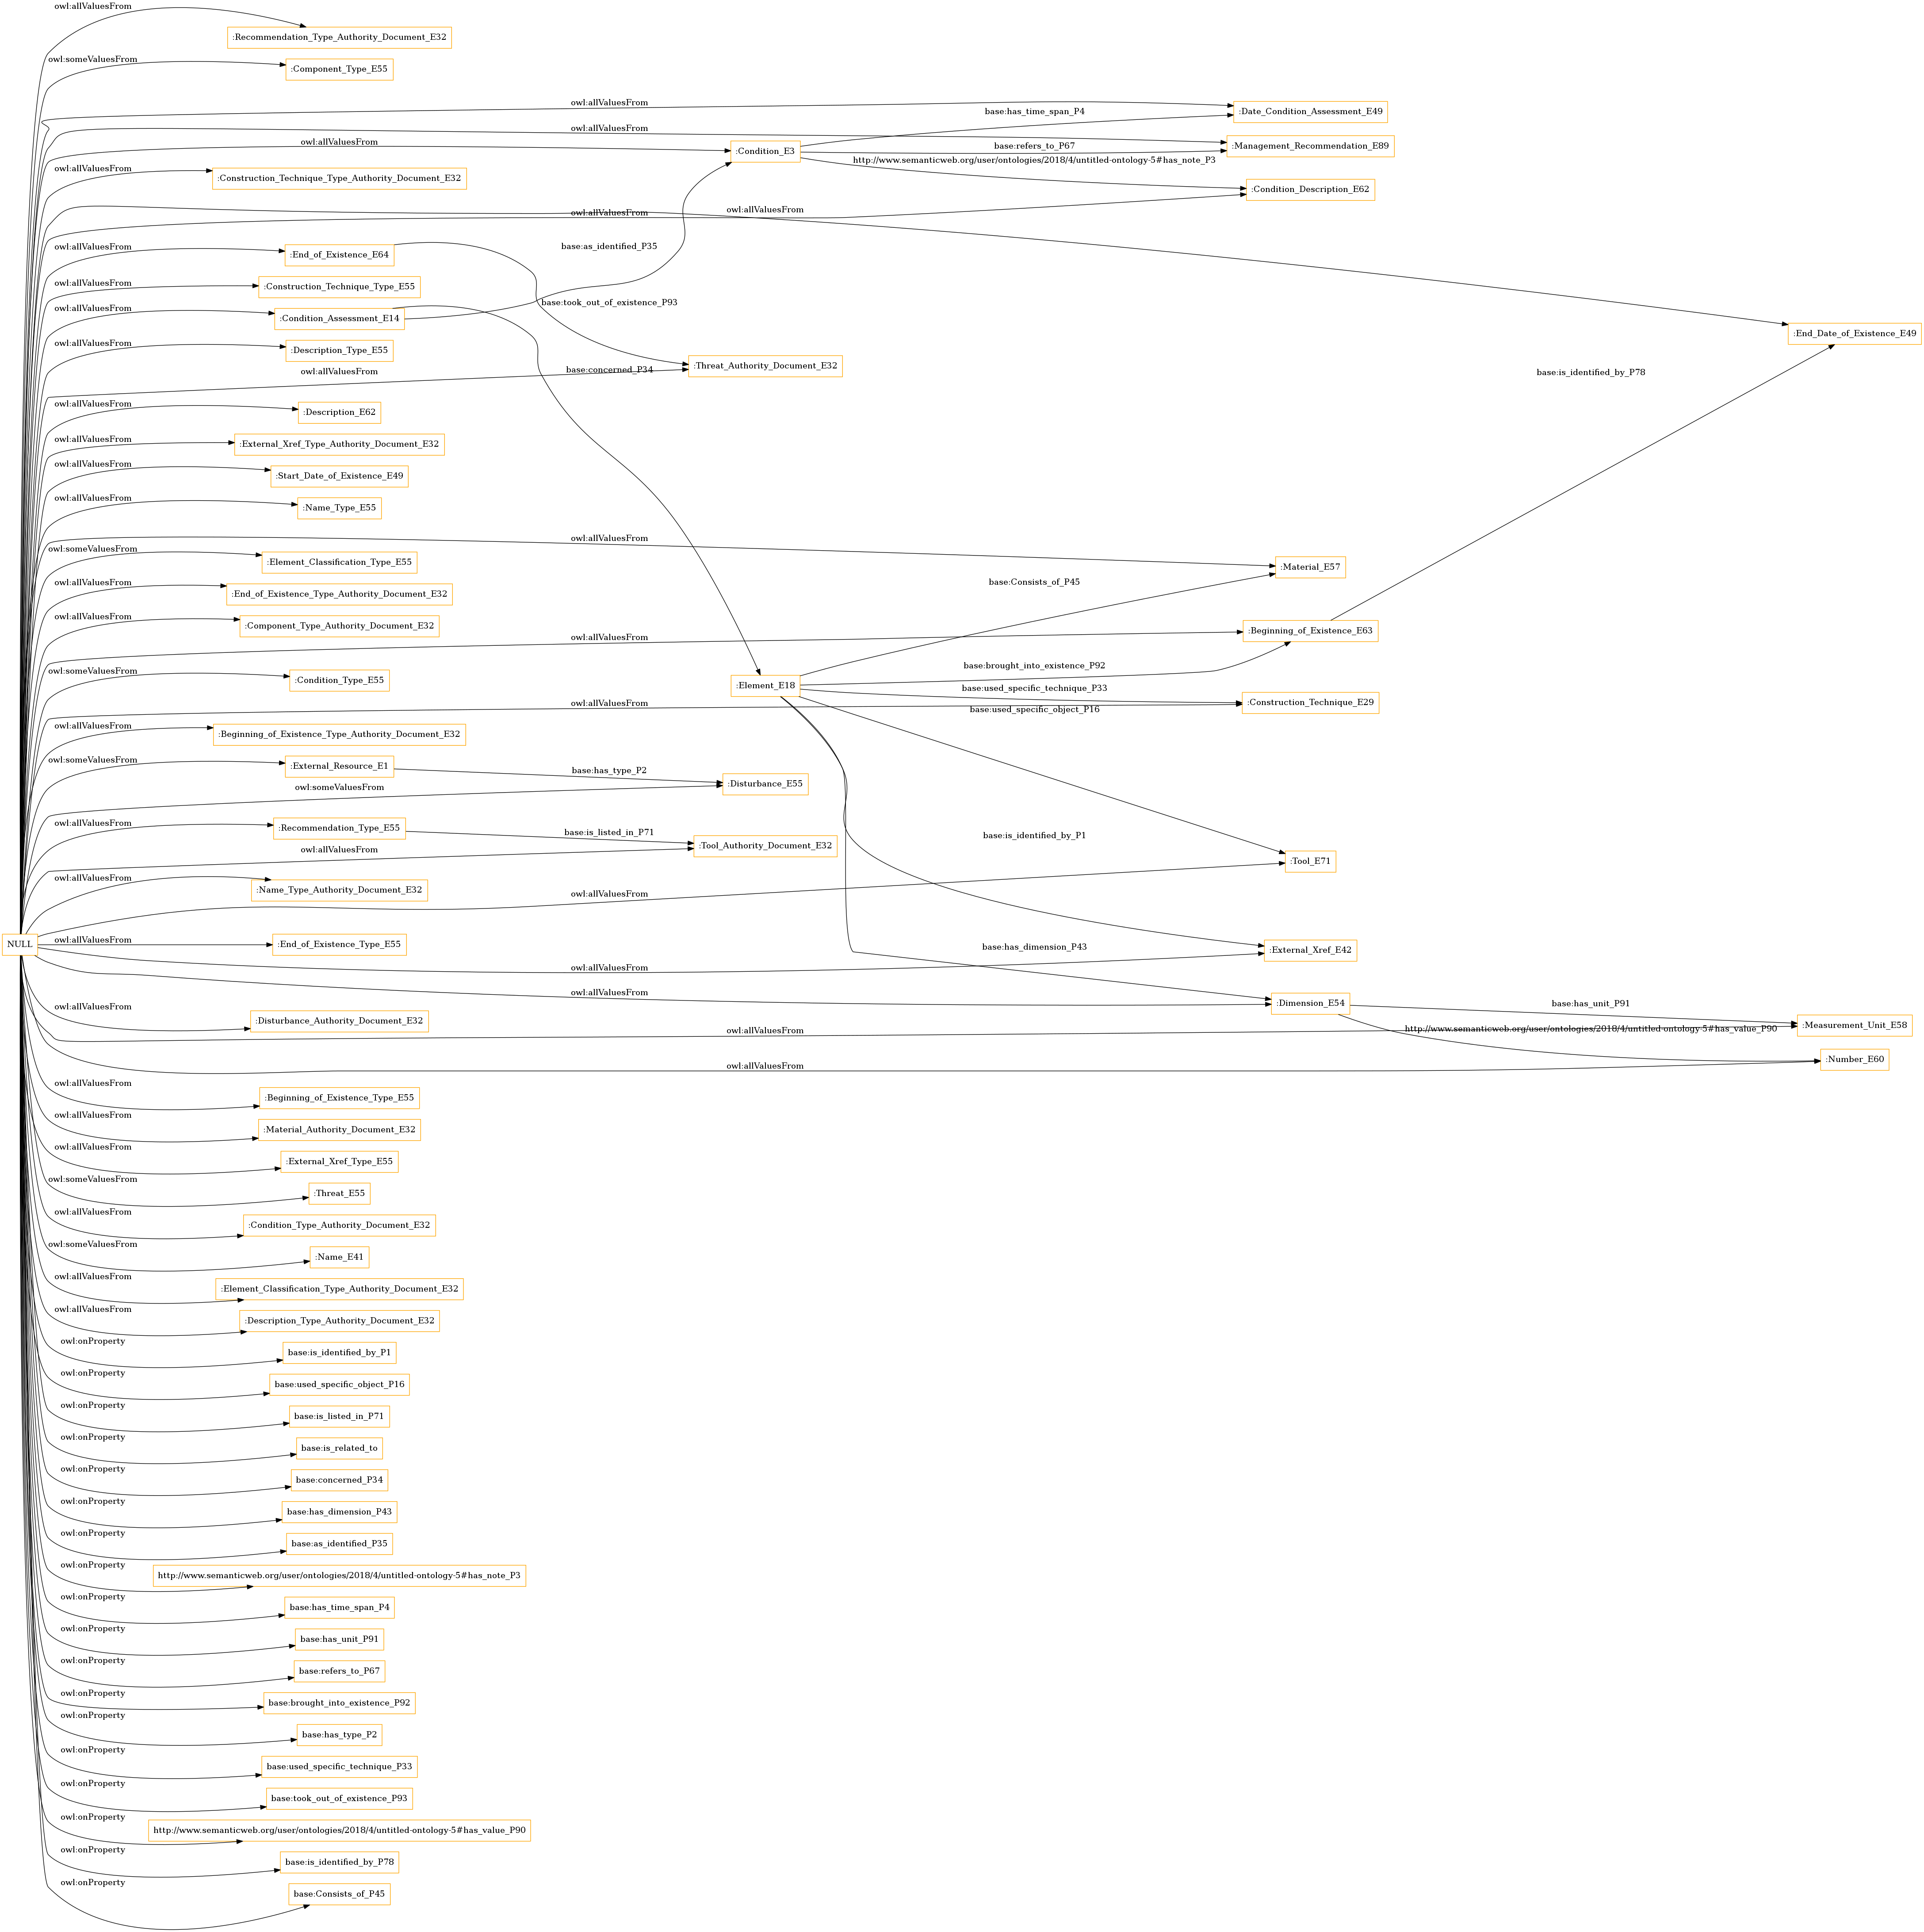 owl:allValuesFrom
:Recommendation_Type_Authority_Document_E32
owl:someValuesFrom
:Component_Type_E55
owl:allValuesFrom
:Date_Condition_Assessment_E49
base:has_time_span_P4
owl:allValuesFrom
owl:allValuesFrom
:Condition_E3
base:refers_to_P67
:Management_Recommendation_E89
http://www.semanticweb.org/user/ontologies/2018/4/untitled-ontology-5#has_note_P3
owl:allValuesFrom
:Construction_Technique_Type_Authority_Document_E32
:Condition_Description_E62
owl:allValuesFrom
owl:allValuesFrom
owl:allValuesFrom
:End_of_Existence_E64
base:as_identified_P35
owl:allValuesFrom
:Construction_Technique_Type_E55
base:took_out_of_existence_P93
owl:allValuesFrom
:Condition_Assessment_E14
:End_Date_of_Existence_E49
owl:allValuesFrom
:Description_Type_E55
owl:allValuesFrom
base:concerned_P34
:Threat_Authority_Document_E32
base:is_identified_by_P78
owl:allValuesFrom
:Description_E62
owl:allValuesFrom
:External_Xref_Type_Authority_Document_E32
owl:allValuesFrom
:Start_Date_of_Existence_E49
owl:allValuesFrom
:Name_Type_E55
owl:allValuesFrom
owl:someValuesFrom
:Element_Classification_Type_E55
:Material_E57
owl:allValuesFrom
:End_of_Existence_Type_Authority_Document_E32
base:Consists_of_P45
owl:allValuesFrom
:Component_Type_Authority_Document_E32
owl:allValuesFrom
:Beginning_of_Existence_E63
owl:someValuesFrom
:Condition_Type_E55
:Element_E18
base:brought_into_existence_P92
base:used_specific_technique_P33
owl:allValuesFrom
:Construction_Technique_E29
base:used_specific_object_P16
owl:allValuesFrom
:Beginning_of_Existence_Type_Authority_Document_E32
owl:someValuesFrom
:External_Resource_E1
base:has_type_P2
:Disturbance_E55
owl:someValuesFrom
owl:allValuesFrom
:Recommendation_Type_E55
base:is_listed_in_P71
base:is_identified_by_P1
owl:allValuesFrom
:Tool_Authority_Document_E32
:Tool_E71
owl:allValuesFrom
:Name_Type_Authority_Document_E32
owl:allValuesFrom
NULL
owl:allValuesFrom
:End_of_Existence_Type_E55
base:has_dimension_P43
:External_Xref_E42
owl:allValuesFrom
owl:allValuesFrom
:Dimension_E54
base:has_unit_P91
owl:allValuesFrom
:Disturbance_Authority_Document_E32
owl:allValuesFrom
http://www.semanticweb.org/user/ontologies/2018/4/untitled-ontology-5#has_value_P90
:Measurement_Unit_E58
owl:allValuesFrom
:Number_E60
owl:allValuesFrom
:Beginning_of_Existence_Type_E55
owl:allValuesFrom
:Material_Authority_Document_E32
owl:allValuesFrom
:External_Xref_Type_E55
owl:someValuesFrom
:Threat_E55
owl:allValuesFrom
:Condition_Type_Authority_Document_E32
owl:someValuesFrom
:Name_E41
owl:allValuesFrom
:Element_Classification_Type_Authority_Document_E32
owl:allValuesFrom
:Description_Type_Authority_Document_E32
owl:onProperty
base:is_identified_by_P1
owl:onProperty
base:used_specific_object_P16
owl:onProperty
base:is_listed_in_P71
owl:onProperty
base:is_related_to
owl:onProperty
base:concerned_P34
owl:onProperty
base:has_dimension_P43
owl:onProperty
base:as_identified_P35
owl:onProperty
http://www.semanticweb.org/user/ontologies/2018/4/untitled-ontology-5#has_note_P3
owl:onProperty
base:has_time_span_P4
owl:onProperty
base:has_unit_P91
owl:onProperty
base:refers_to_P67
owl:onProperty
base:brought_into_existence_P92
owl:onProperty
base:has_type_P2
owl:onProperty
base:used_specific_technique_P33
owl:onProperty
base:took_out_of_existence_P93
owl:onProperty
http://www.semanticweb.org/user/ontologies/2018/4/untitled-ontology-5#has_value_P90
owl:onProperty
base:is_identified_by_P78
owl:onProperty
base:Consists_of_P45